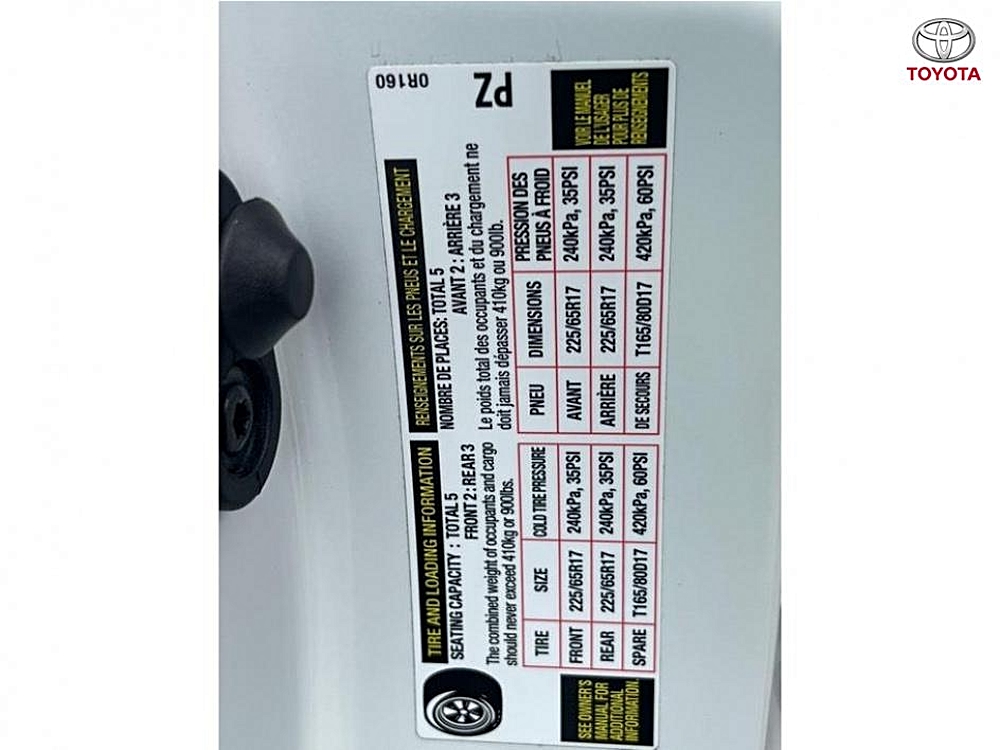 TOYOTA
TIRE AND LOADING INFORMATION
SEATING CAPACITY : TOTAL 5
FRONT 2 : REAR 3
The combined weight of occupants and cargo
should never exceed 410kg or 900lbs.
TIRE SIZE COLD TIRE PRESSURE
FRONT 225/65R17 240kPa, 35PSI
REAR 225/65R17 240kPa, 35PSI
SPARE T165/80D17 420kPa, 60PSI
SEE OWNER'S
MANUAL FOR
ADDITIONAL
INFORMATION.
RENSEIGNEMENTS SUR LES PNEUS ET LE CHARGEMENT
NOMBRE DE PLACES: TOTAL 5
AVANT 2 : ARRIÈRE 3
Le poids total des occupants et du chargement ne
doit jamais dépasser 410kg ou 900lb.
PNEU DIMENSIONS PRESSION DES
PNEUS À FROID
AVANT 225/65R17 240kPa, 35PSI
ARRIÈRE 225/65R17 240kPa, 35PSI
DE SECOURS T165/80D17 420kPa, 60PSI
VOIR LE MANUEL
DE L'USAGER
POUR PLUS DE
RENSEIGNEMENTS
0R160
PZ